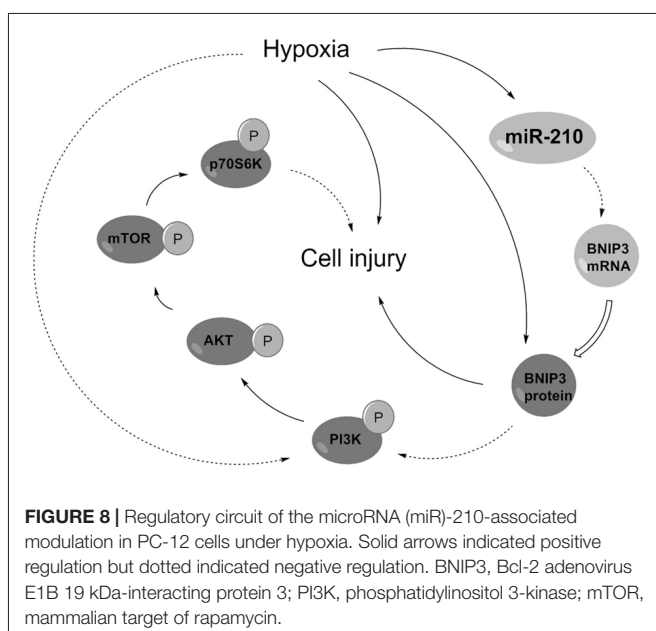 Hypoxia
miR-210
BNIP3
mRNA
BNIP3
protein
P
PI3K
P
AKT
P
mTOR
P
p70S6K
Cell injury
FIGURE 8 | Regulatory circuit of the microRNA (miR)-210-associated
modulation in PC-12 cells under hypoxia. Solid arrows indicated positive
regulation but dotted indicated negative regulation. BNIP3, Bcl-2 adenovirus
E1B 19 kDa-interacting protein 3; PI3K, phosphatidylinositol 3-kinase; mTOR,
mammalian target of rapamycin.